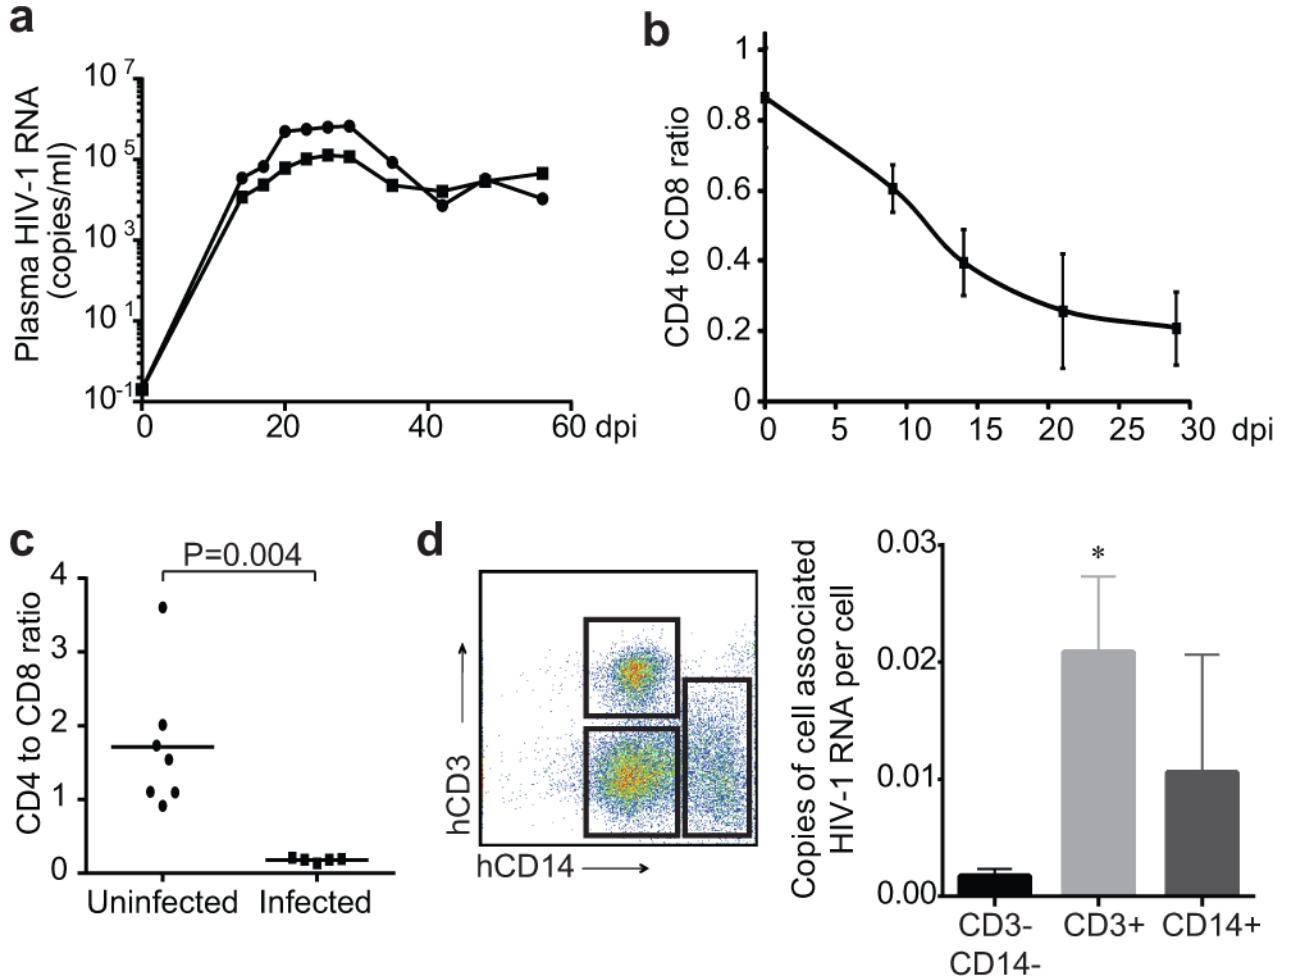 a
Plasma HIV-1 RNA
(copies/ml)
10 7
10 5
10 3
10 1
10 -1
0 20 40 60 dpi
b
CD4 to CD8 ratio
1
0.8
0.6
0.4
0.2
0
0 5 10 15 20 25 30 dpi
c
P=0.004
CD4 to CD8 ratio
4
3
2
1
0
Uninfected Infected
d
hCD3
hCD14
Copies of cell associated
HIV-1 RNA per cell
0.03
0.02
0.01
0.00
*
CD3- CD3+ CD14+
CD14-